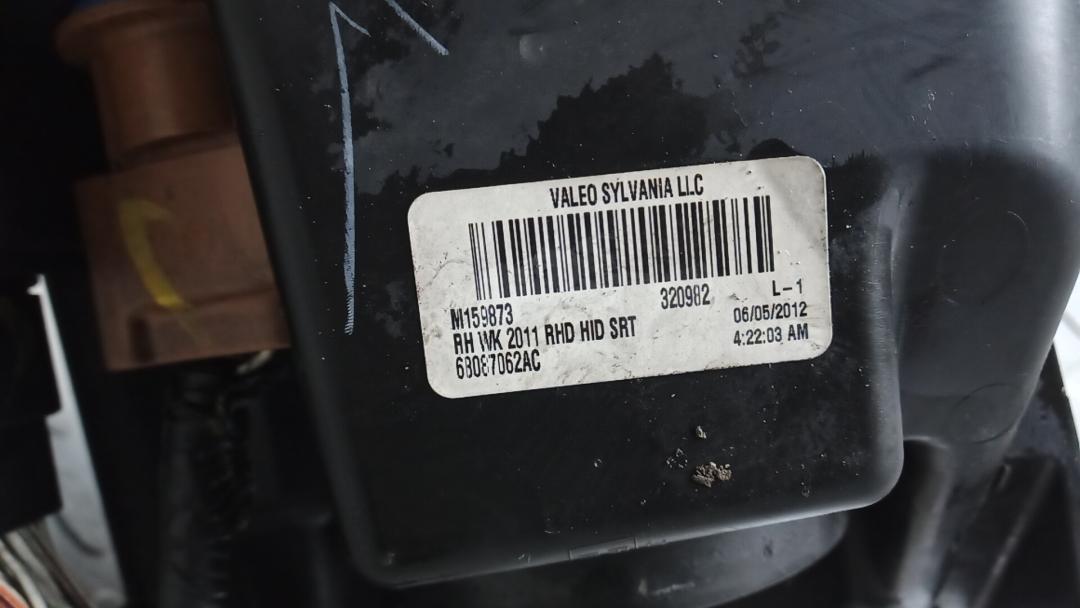 VALEO SYLVANIA LLC
NI159873
320982
L-1
RH WK 2011 RHD HID SRT
06/05/2012
68087062AC
4:22:03 AM